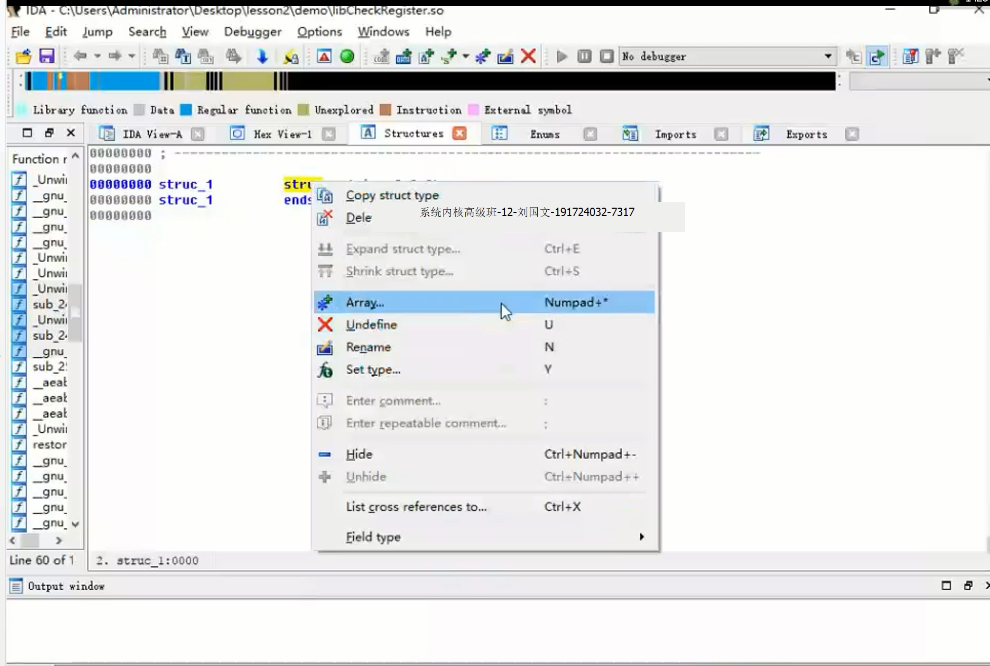 IDA - C:\Users\Administrator\Desktop\lesson2\demo\libCheckRegister.so
File Edit Jump Search View Debugger Options Windows Help
No debugger
Library function Data Regular function Unexplored Instruction External symbol
IDA View-A Hex View-1 Structures Enums Imports Exports
Function r
_Unwi
__gnu_
__gnu_
__gnu_
__gnu_
_Unwi
_Unwi
_Unwi
sub_24
_Unwi
sub_24
__gnu_
sub_25
__aeab
__aeab
__aeab
_Unwi
restor
__gnu_
__gnu_
__gnu_
__gnu_
__gnu_
Line 60 of 1
00000000 ; ---------------------------------------------------------------------------
00000000
00000000 struc_1 stru
00000000 struc_1 ends
00000000
Copy struct type
Dele
系统内核高级班-12-刘国文-191724032-7317
Expand struct type... Ctrl+E
Shrink struct type... Ctrl+S
Array... Numpad+*
Undefine U
Rename N
Set type... Y
Enter comment... :
Enter repeatable comment... ;
Hide Ctrl+Numpad+-
Unhide Ctrl+Numpad++
List cross references to... Ctrl+X
Field type
2. struc_1:0000
Output window